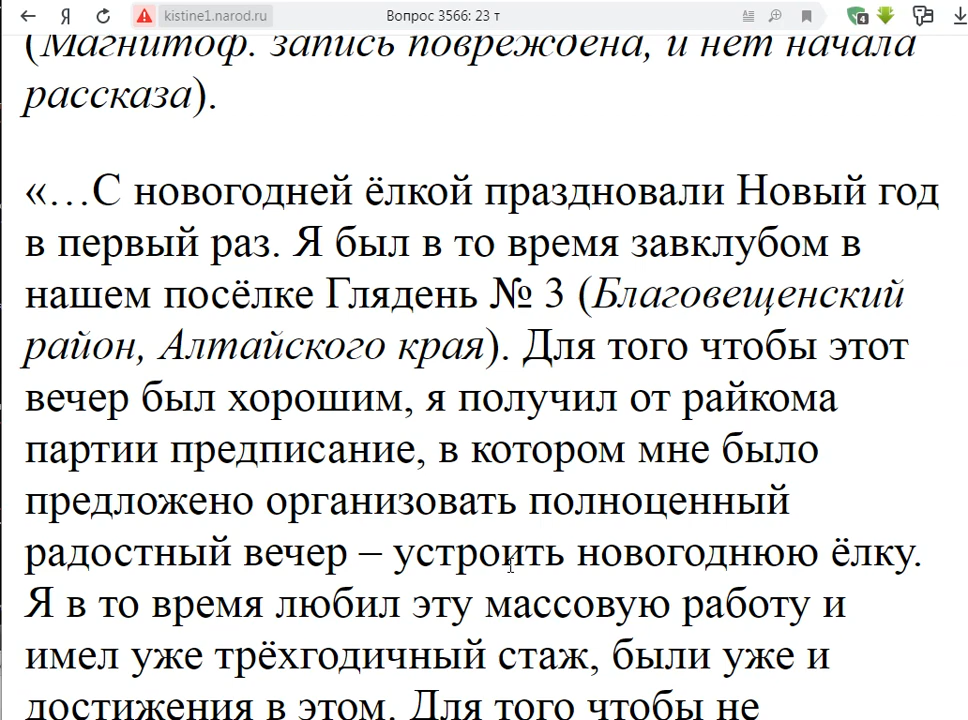 kistine1.narod.ru
Вопрос 3566: 23 т
4
(Магнитоф. запись повреждена, и нет начала
рассказа).
«…С новогодней ёлкой праздновали Новый год
в первый раз. Я был в то время завклубом в
нашем посёлке Глядень № 3 (Благовещенский
район, Алтайского края). Для того чтобы этот
вечер был хорошим, я получил от райкома
партии предписание, в котором мне было
предложено организовать полноценный
радостный вечер – устроить новогоднюю ёлку.
Я в то время любил эту массовую работу и
имел уже трёхгодичный стаж, были уже и
достижения в этом. Для того чтобы не